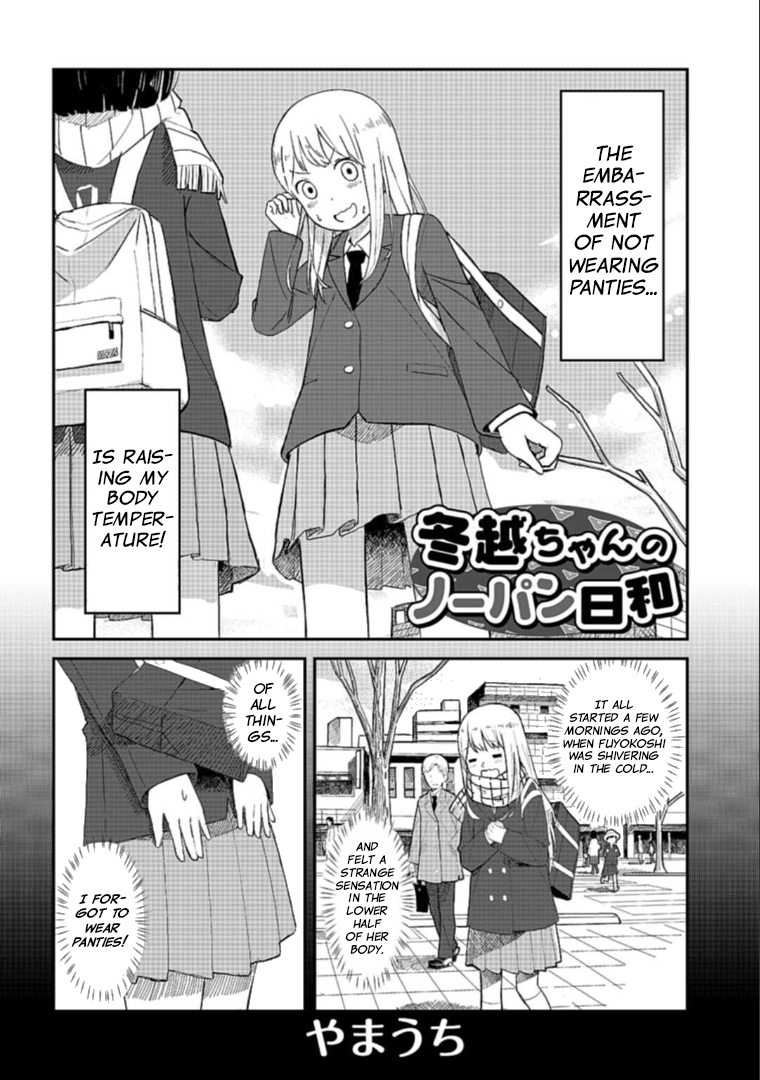 THE
EMBA-
RRASS-
MENT
OF NOT
WEARING
PANTIES...
IS RAIS-
ING MY
BODY
TEMPER-
ATURE!
冬越ちゃんの
ノーパン日和
IT ALL
STARTED A FEW
MORNINGS AGO,
WHEN FUYOKOSHI
WAS SHIVERING
IN THE COLD...
AND
FELT A
STRANGE
SENSATION
IN THE
LOWER
HALF
OF HER
BODY.
OF
ALL
THIN-
GS...
I FOR-
GOT TO
WEAR
PANTIES!
やまうち